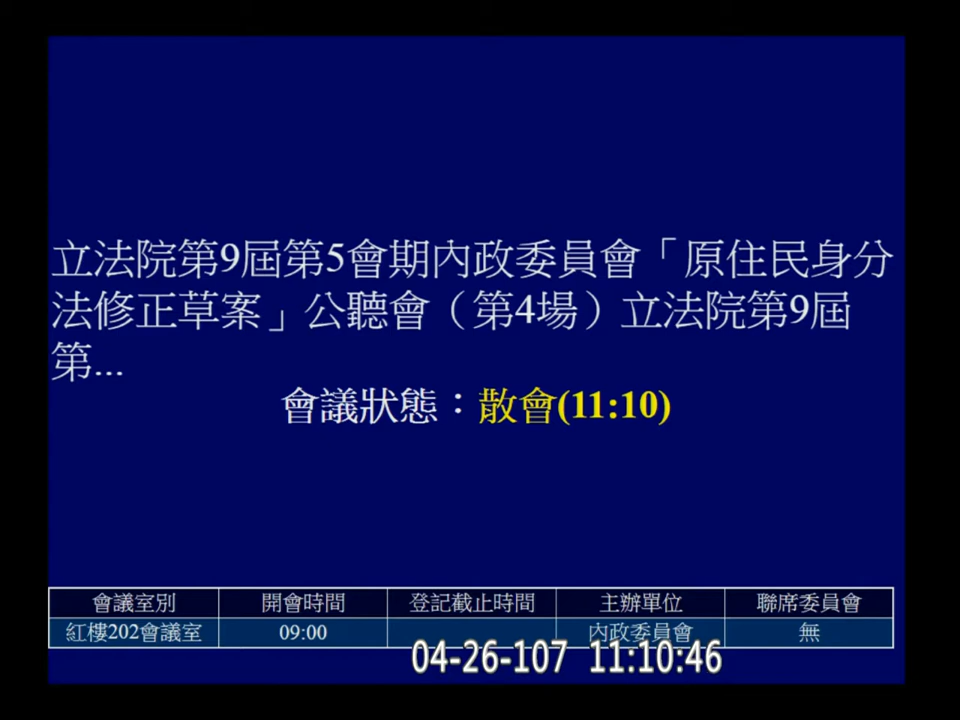 立法院第9屆第5會期內政委員會「原住民身分
法修正草案」公聽會（第4場）立法院第9屆
第...
會議狀態：散會(11:10)
會議室別 開會時間 登記截止時間 主辦單位 聯席委員會
紅樓202會議室 09:00 內政委員會 無
04-26-107 11:10:46